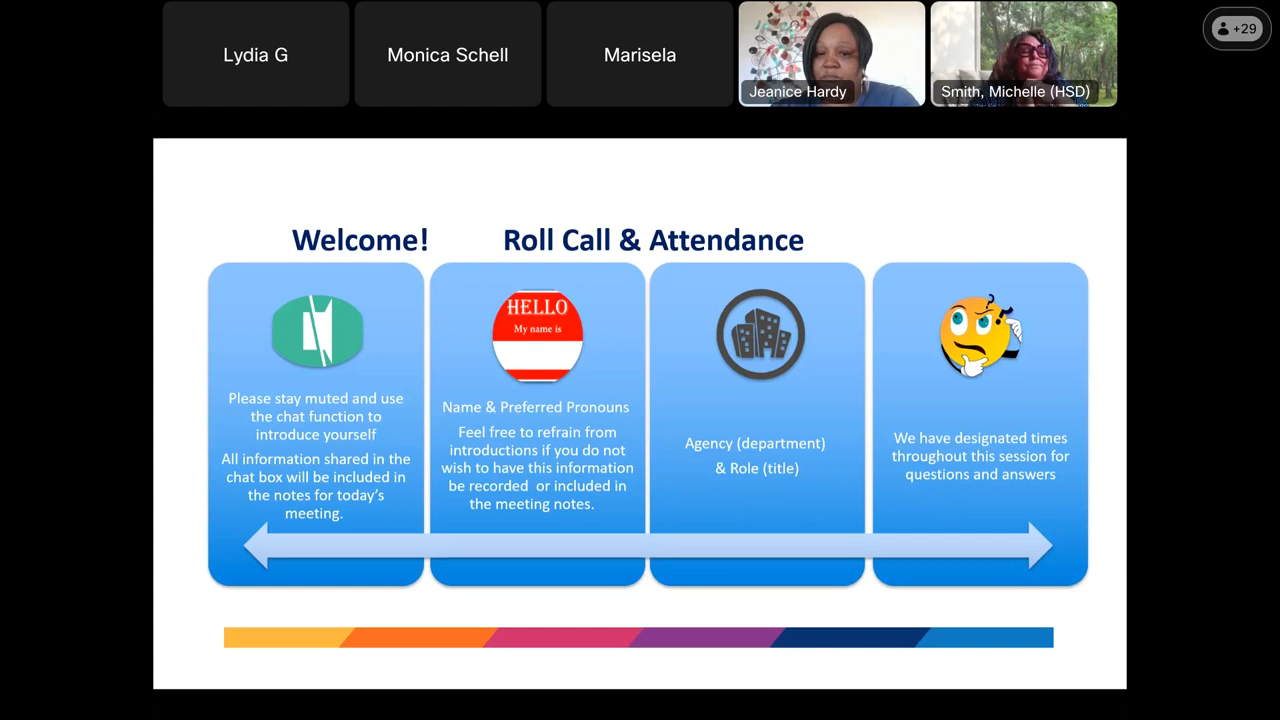 Lydia G
Monica Schell
Marisela
Jeanice Hardy
Smith, Michelle (HSD)
+29
Welcome!
Roll Call & Attendance
Please stay muted and use
the chat function to
introduce yourself
All information shared in the
chat box will be included in
the notes for today's
meeting.
HELLO
My name is
Name & Preferred Pronouns
Feel free to refrain from
introductions if you do not
wish to have this information
be recorded or included in
the meeting notes.
Agency (department)
& Role (title)
We have designated times
throughout this session for
questions and answers